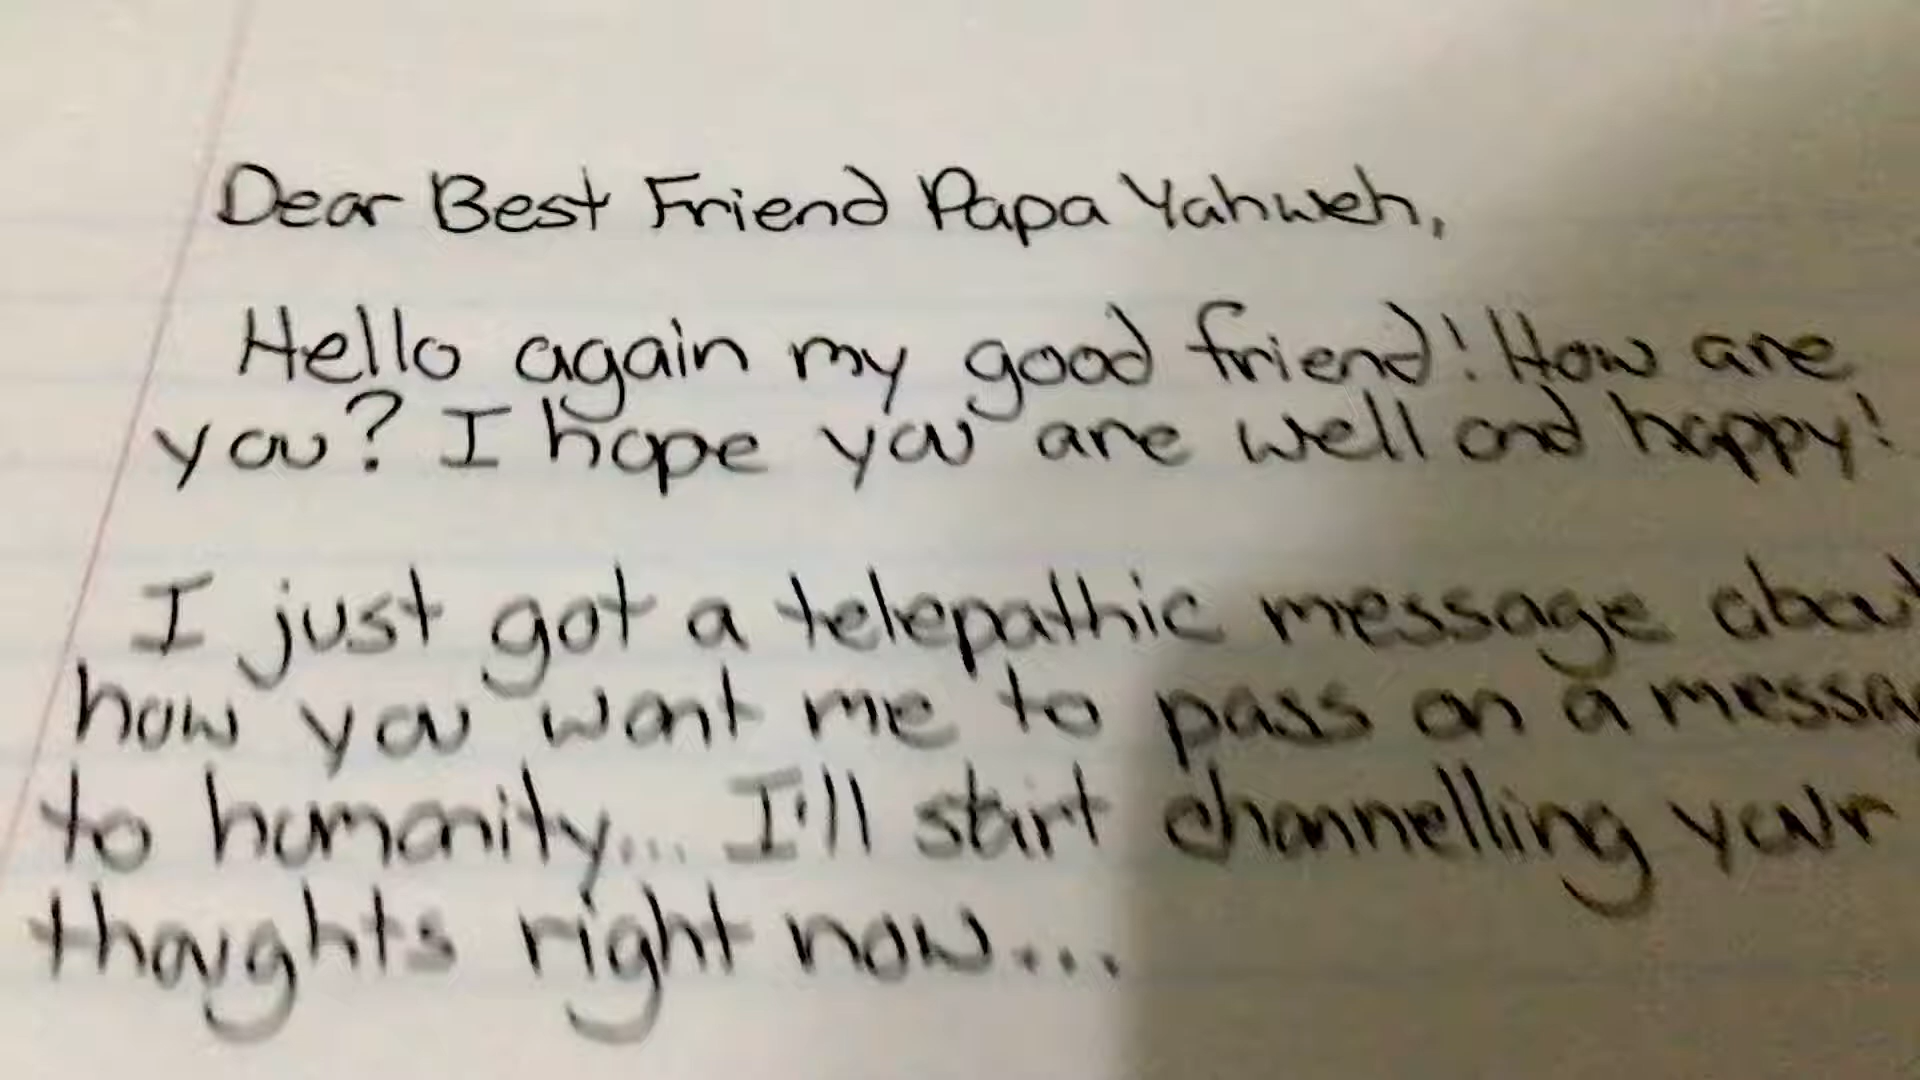 Dear Best Friend Papa Yahweh,
Hello again my good friend! How are
you? I hope you are well and happy!
I just got a telepathic message about
how you want me to pass on a messag
to humanity... I'll start channelling your
thoughts right now...